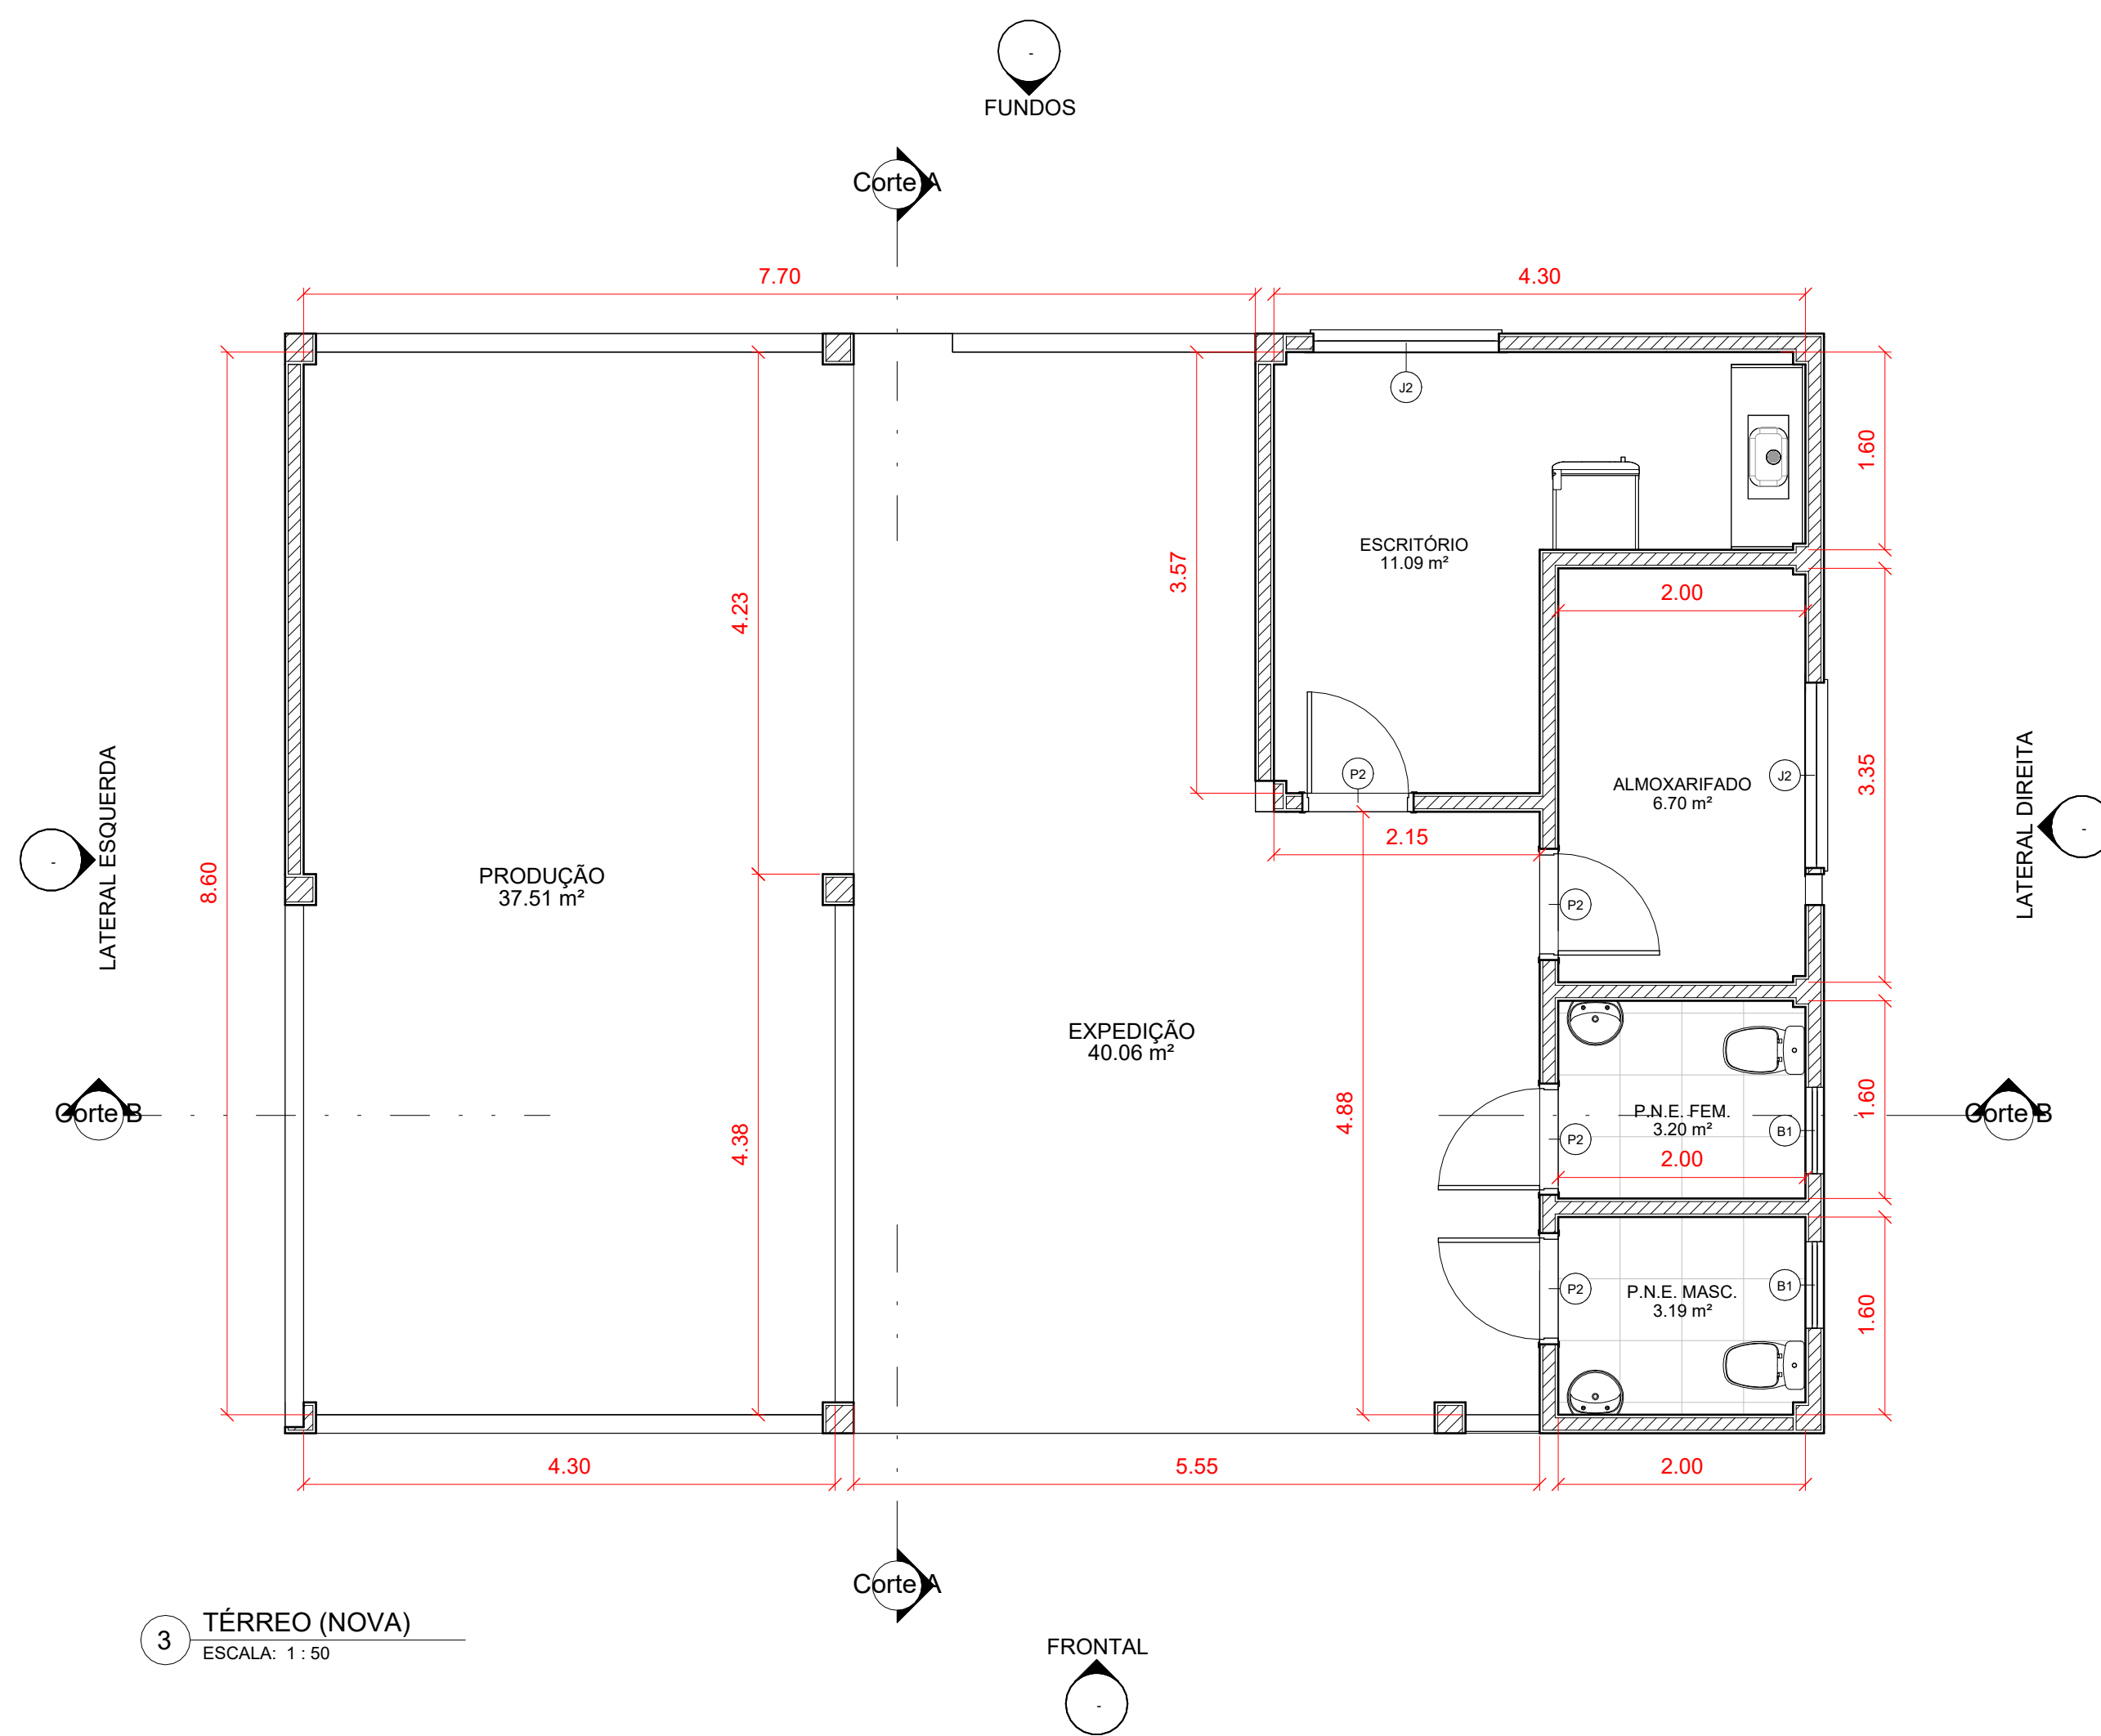 -
FUNDOS
Corte A
7.70
4.30
J2
1.60
ESCRITÓRIO
11.09 m²
3.57
4.23
2.00
LATERAL ESQUERDA
-
8.60
PRODUÇÃO
37.51 m²
P2
2.15
ALMOXARIFADO
6.70 m²
J2
3.35
LATERAL DIREITA
-
P2
EXPEDIÇÃO
40.06 m²
Corte B
4.38
4.88
P.N.E. FEM.
3.20 m²
P2
B1
2.00
1.60
Corte B
P.N.E. MASC.
3.19 m²
P2
B1
1.60
4.30
5.55
2.00
Corte A
3
TÉRREO (NOVA)
ESCALA: 1 : 50
FRONTAL
-